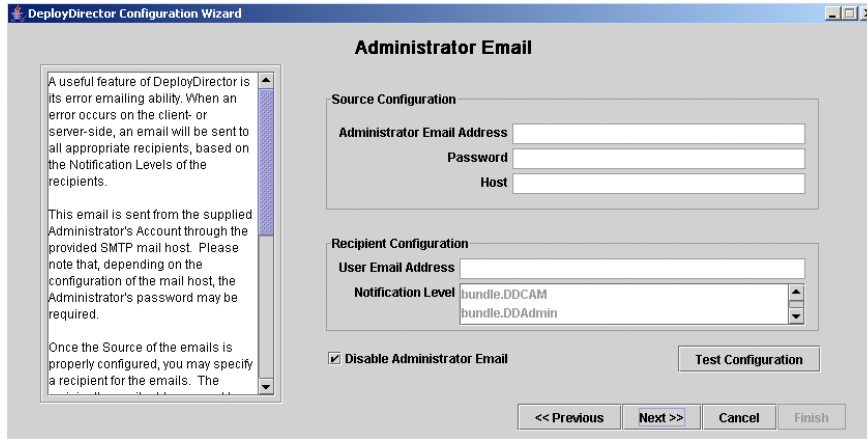 DeployDirector Configuration Wizard
Administrator Email
A useful feature of DeployDirector is
its error emailing ability. When an
error occurs on the client- or
server-side, an email will be sent to
all appropriate recipients, based on
the Notification Levels of the
recipients.
This email is sent from the supplied
Administrator's Account through the
provided SMTP mail host. Please
note that, depending on the
configuration of the mail host, the
Administrator's password may be
required.
Once the Source of the emails is
properly configured, you may specify
a recipient for the emails. The
Source Configuration
Administrator Email Address
Password
Host
Recipient Configuration
User Email Address
Notification Level
bundle.DDCAM
bundle.DDAdmin
Disable Administrator Email
Test Configuration
<< Previous
Next >>
Cancel
Finish